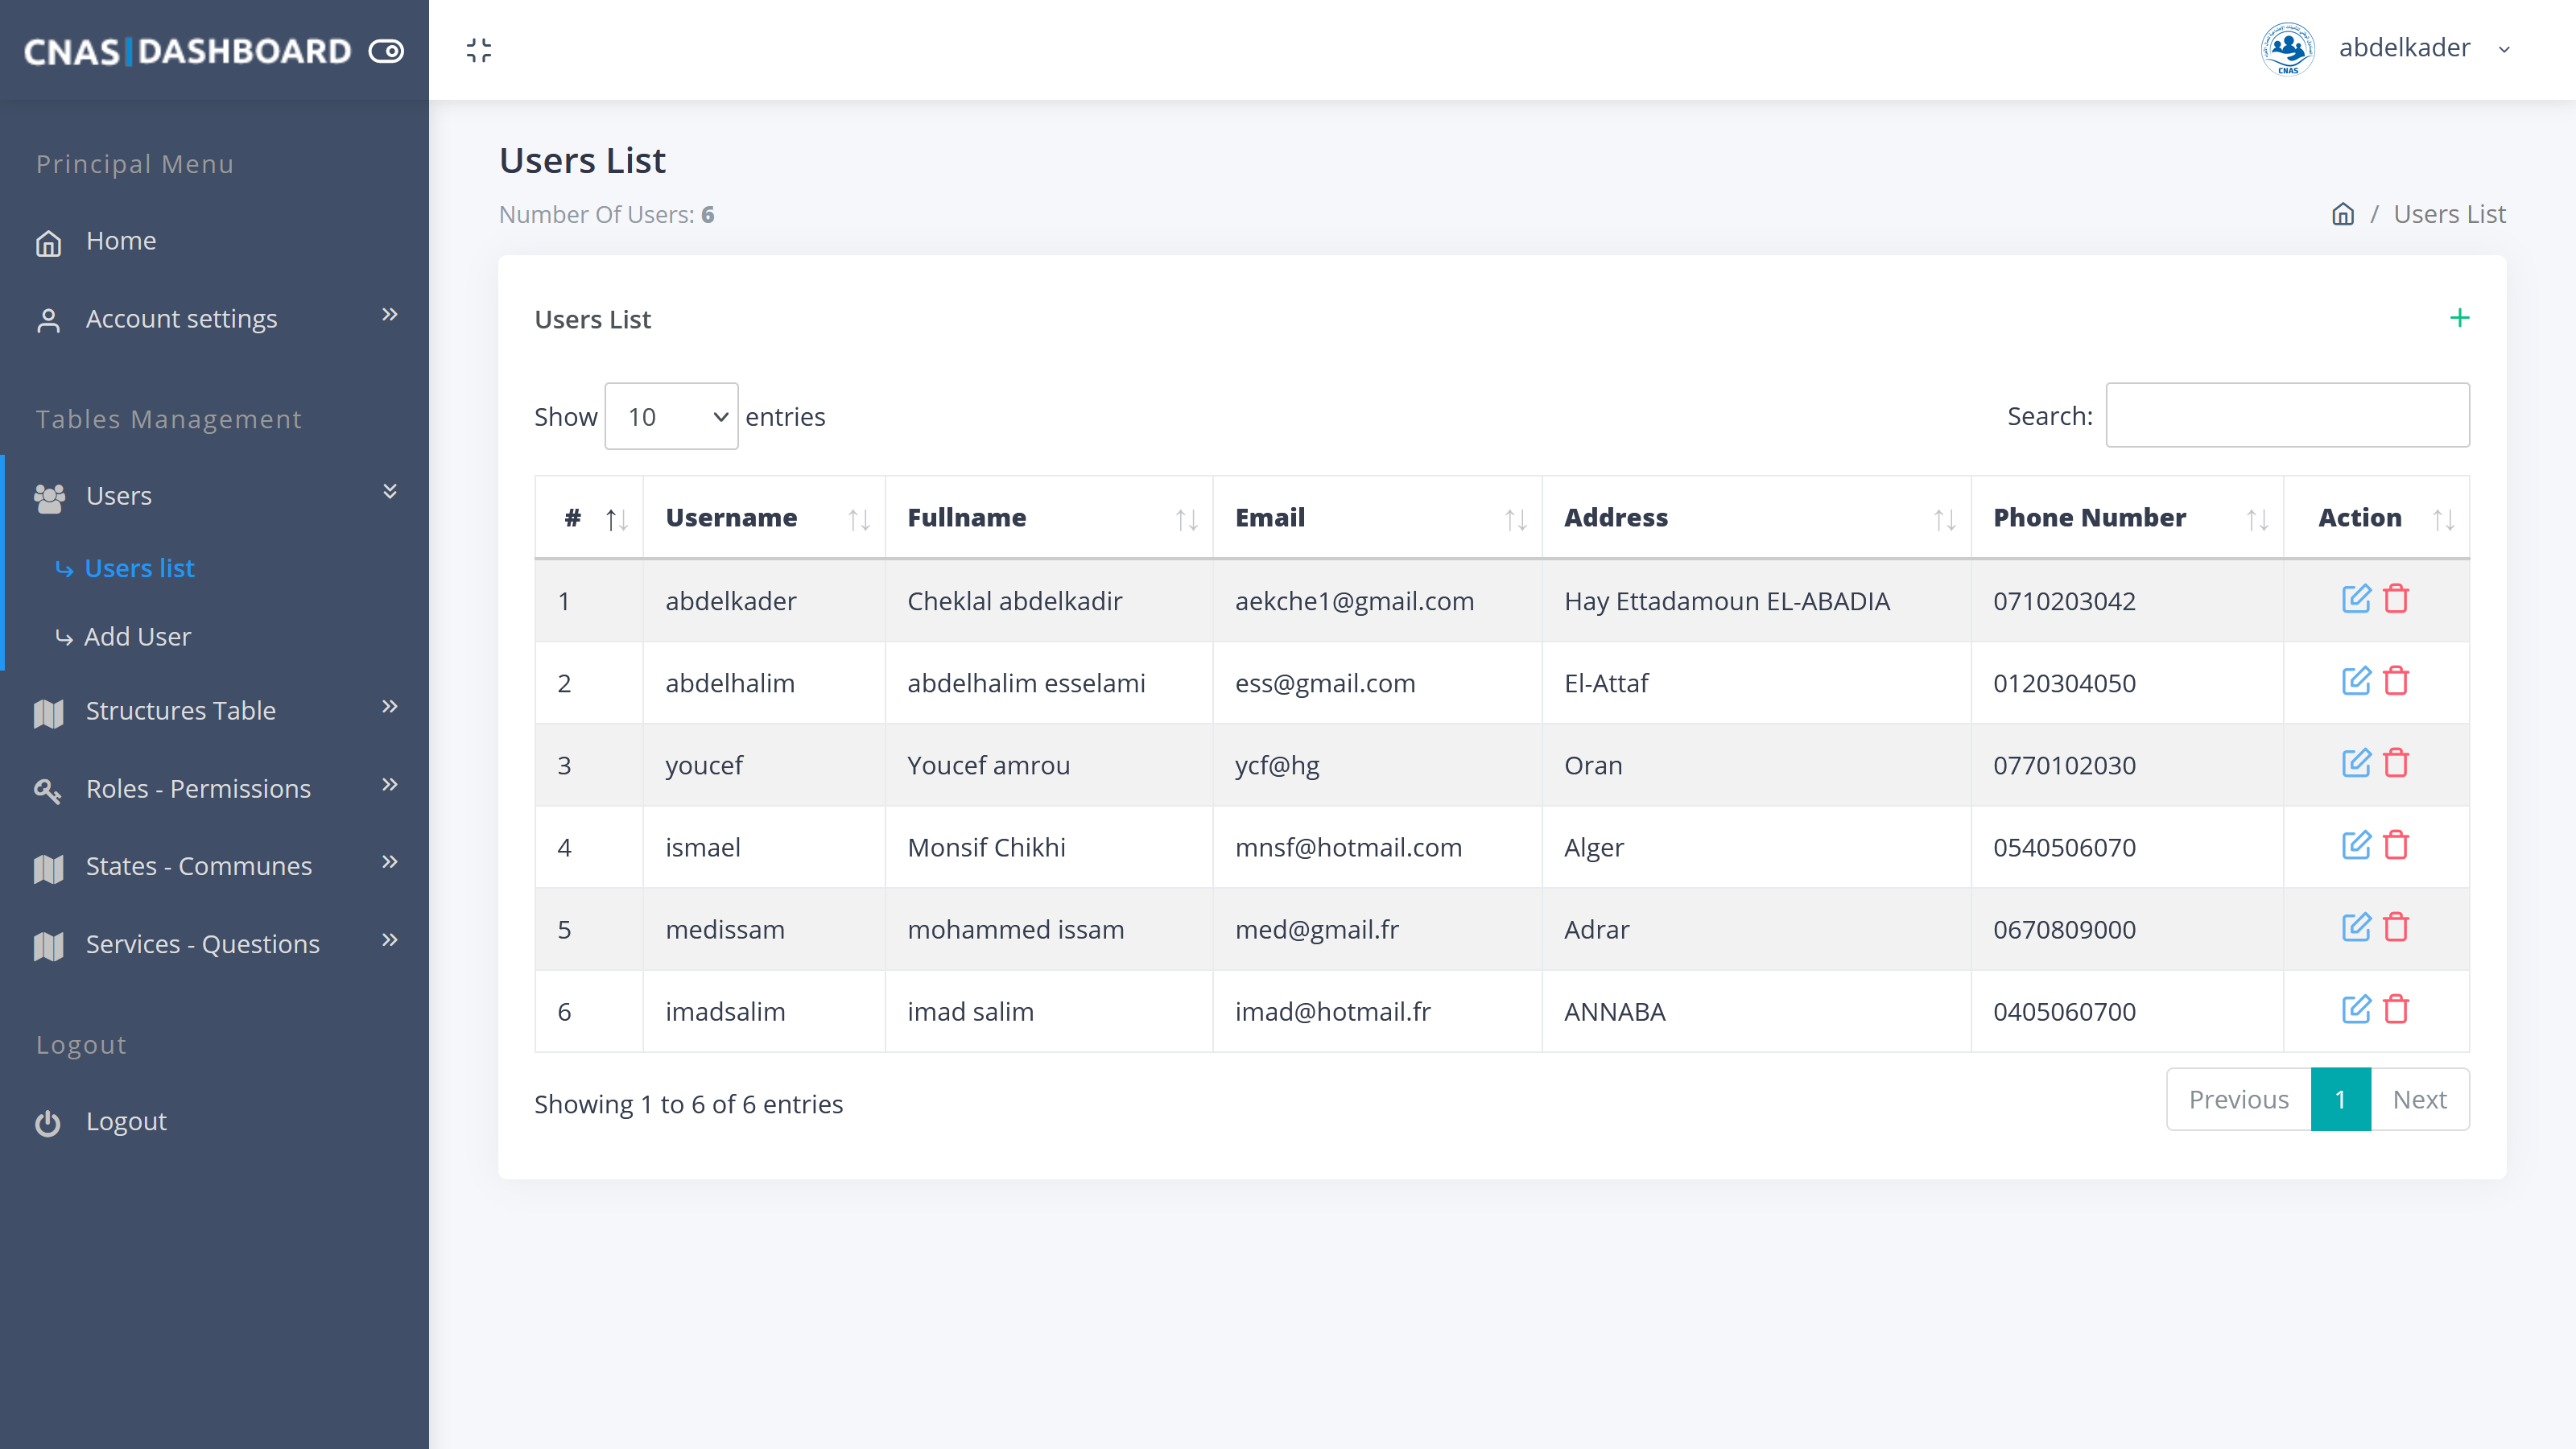 CNAS|DASHBOARD
abdelkader
CNAS
Principal Menu
Home
Account settings
Tables Management
Users
Users list
Add User
Structures Table
Roles - Permissions
States - Communes
Services - Questions
Logout
Logout
Users List
Number Of Users: 6
/ Users List
Users List
+
Show 10 entries
Search:
# Username Fullname Email Address Phone Number Action
1 abdelkader Cheklal abdelkadir aekche1@gmail.com Hay Ettadamoun EL-ABADIA 0710203042
2 abdelhalim abdelhalim esselami ess@gmail.com El-Attaf 0120304050
3 youcef Youcef amrou ycf@hg Oran 0770102030
4 ismael Monsif Chikhi mnsf@hotmail.com Alger 0540506070
5 medissam mohammed issam med@gmail.fr Adrar 0670809000
6 imadsalim imad salim imad@hotmail.fr ANNABA 0405060700
Showing 1 to 6 of 6 entries
Previous 1 Next